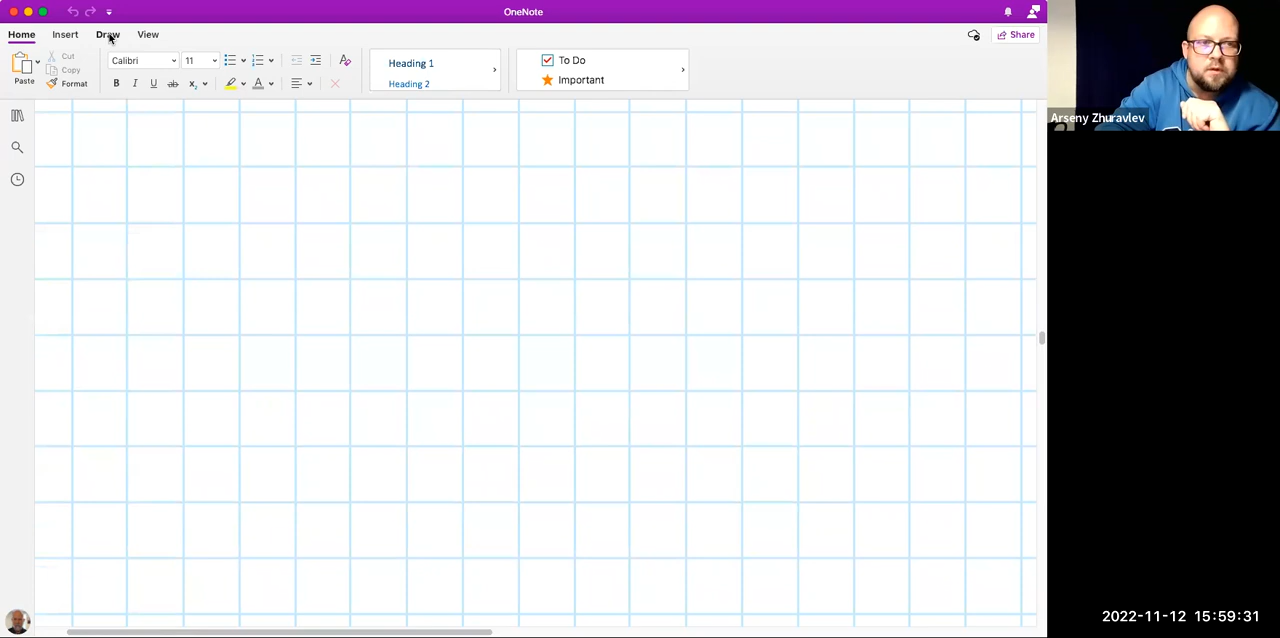 OneNote
Home Insert Draw View
Share
Paste
Cut
Copy
Format
Calibri 11
B I U ab x
A
Heading 1
Heading 2
To Do
Important
Arseny Zhuravlev
2022-11-12 15:59:31